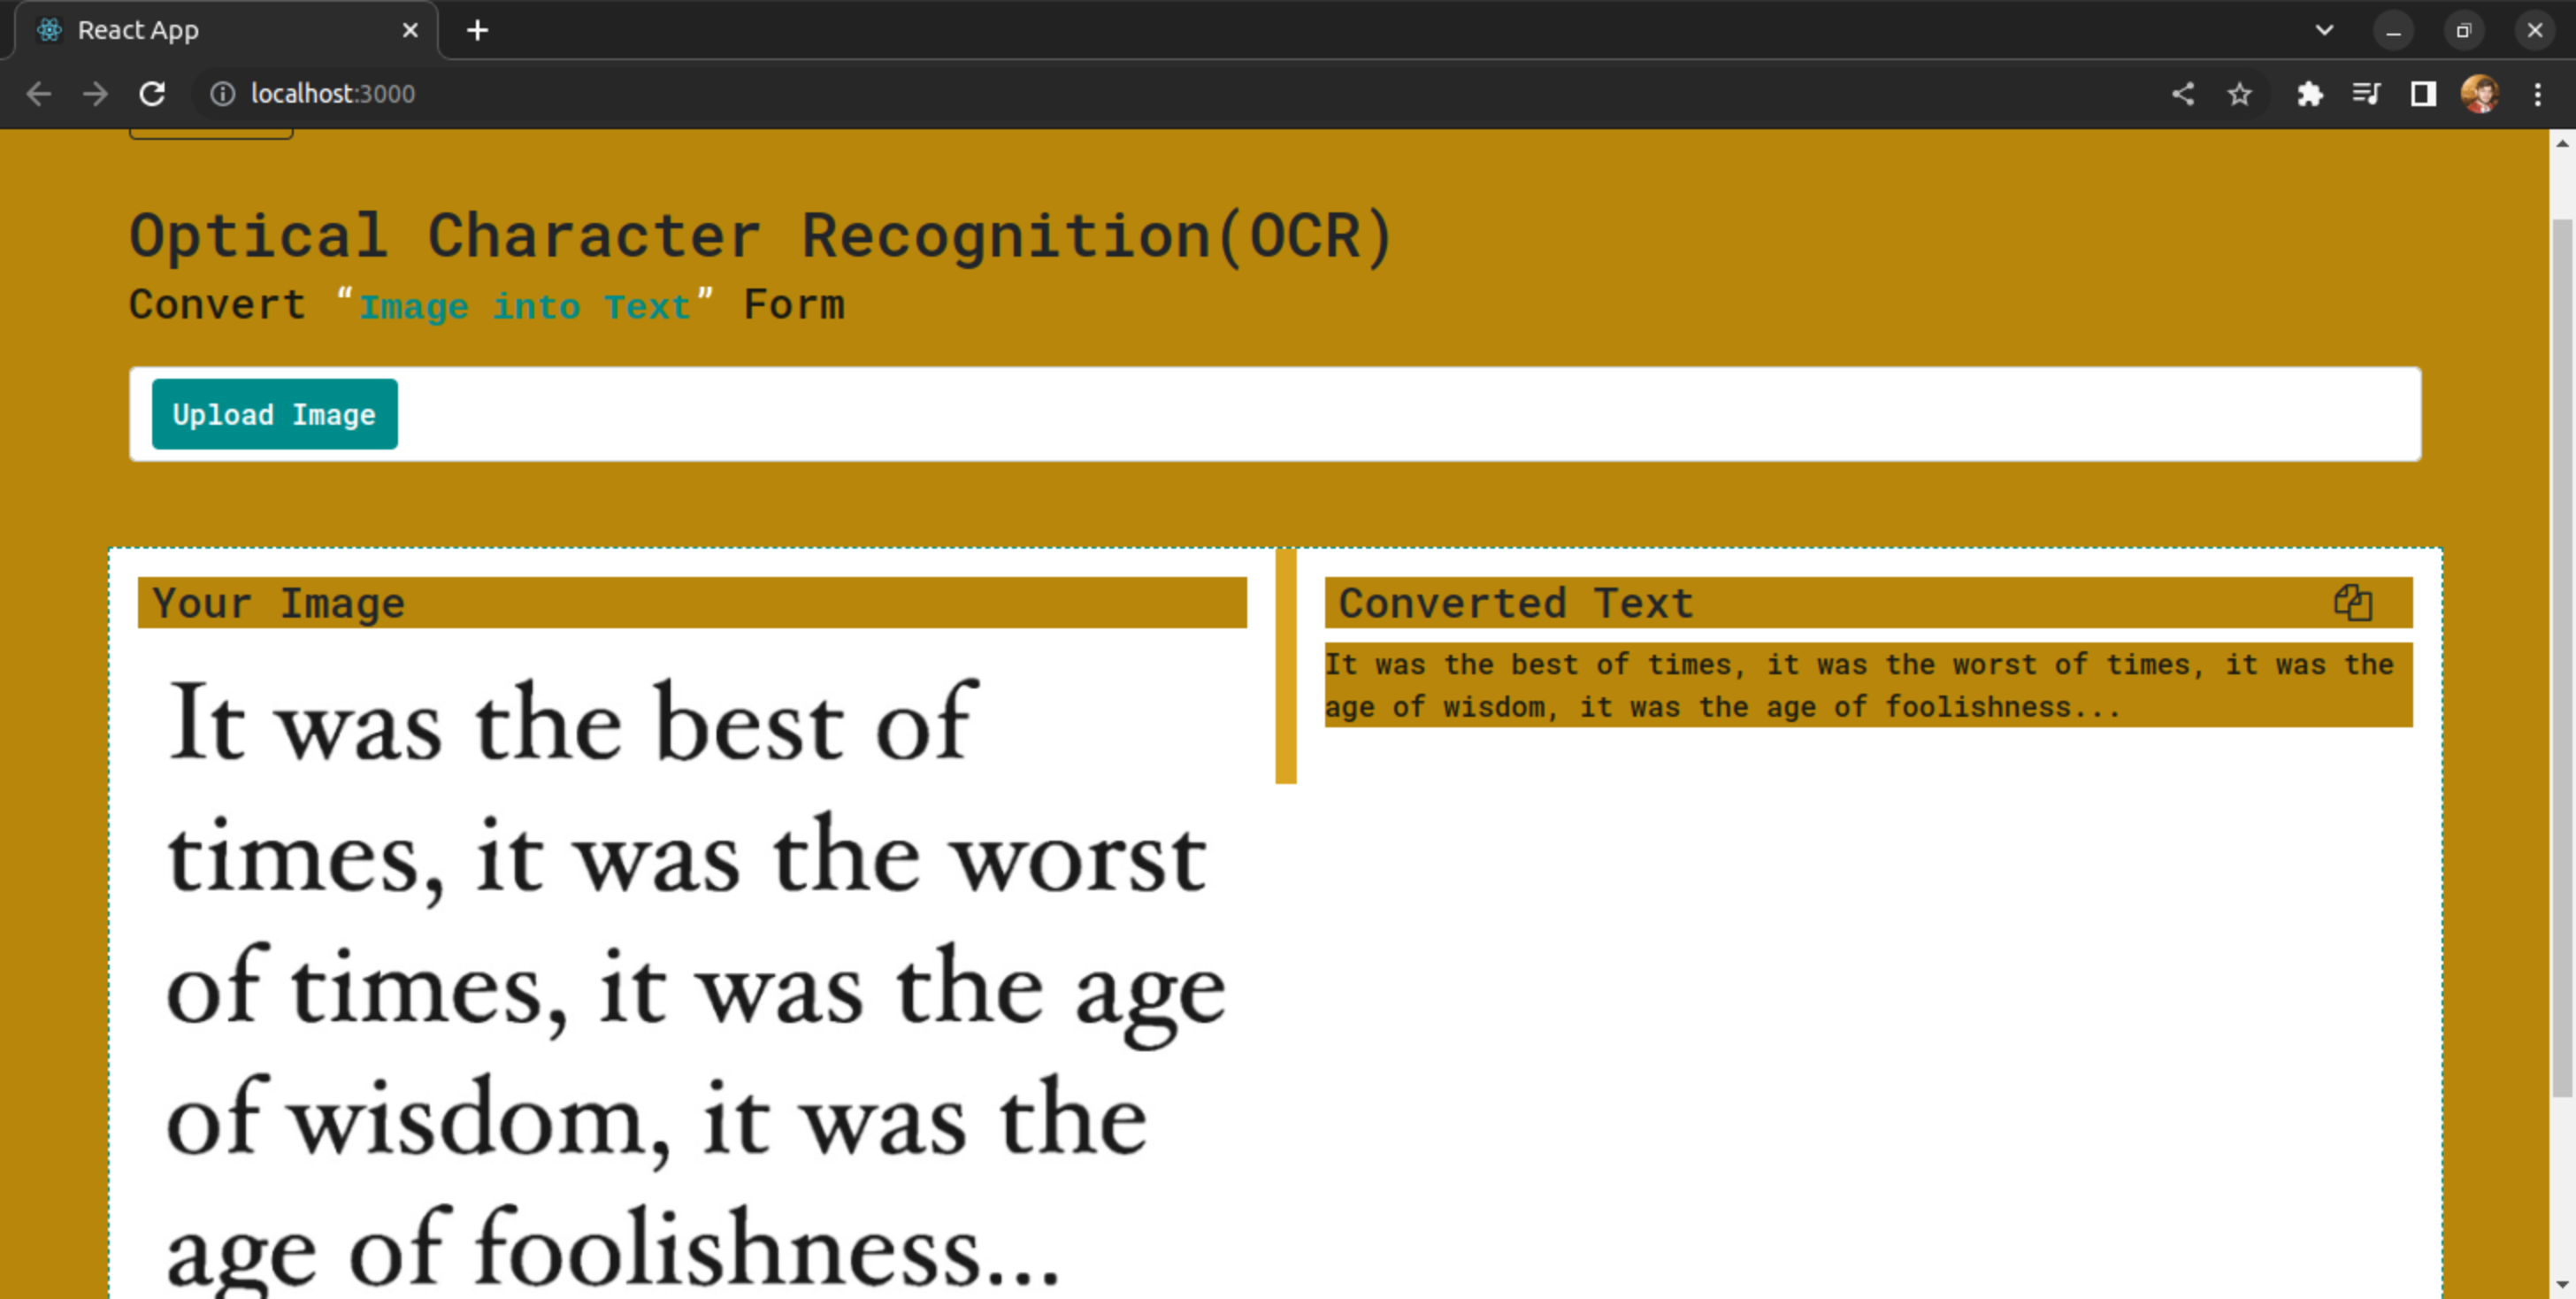 React App
localhost:3000
Optical Character Recognition(OCR)
Convert “Image into Text” Form
Upload Image
Your Image
It was the best of
times, it was the worst
of times, it was the age
of wisdom, it was the
age of foolishness...
Converted Text
It was the best of times, it was the worst of times, it was the
age of wisdom, it was the age of foolishness...